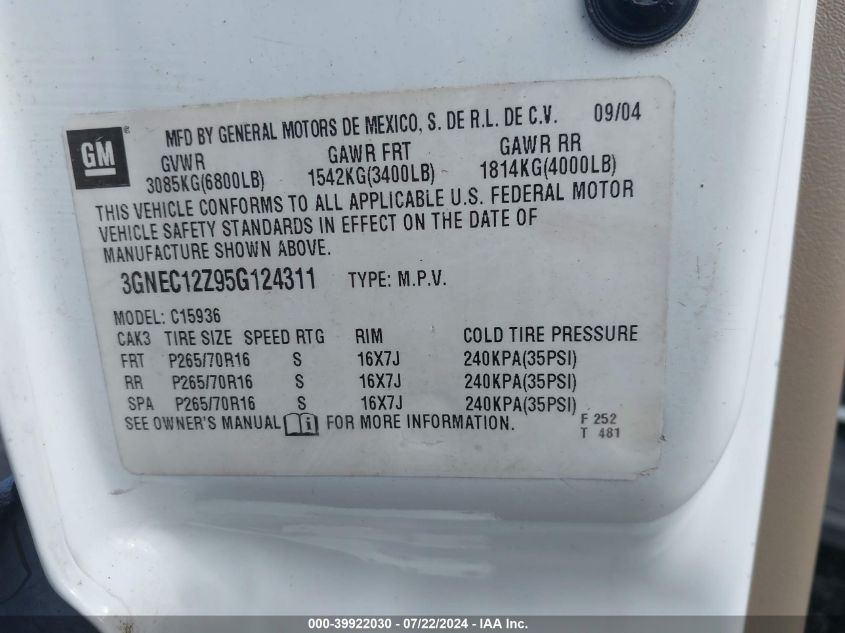 GM ® MFD BY GENERAL MOTORS DE MEXICO, S. DE R.L. DE C.V. 09/04
GVWR GAWR FRT GAWR RR
3085KG(6800LB) 1542KG(3400LB) 1814KG(4000LB)
THIS VEHICLE CONFORMS TO ALL APPLICABLE U.S. FEDERAL MOTOR
VEHICLE SAFETY STANDARDS IN EFFECT ON THE DATE OF
MANUFACTURE SHOWN ABOVE.
3GNEC12Z95G124311 TYPE: M.P.V.
MODEL: C15936
CAK3 TIRE SIZE SPEED RTG RIM COLD TIRE PRESSURE
FRT P265/70R16 S 16X7J 240KPA(35PSI)
RR P265/70R16 S 16X7J 240KPA(35PSI)
SPA P265/70R16 S 16X7J 240KPA(35PSI)
SEE OWNER'S MANUAL i FOR MORE INFORMATION. F 252
T 481
000-39922030 - 07/22/2024 - IAA Inc.